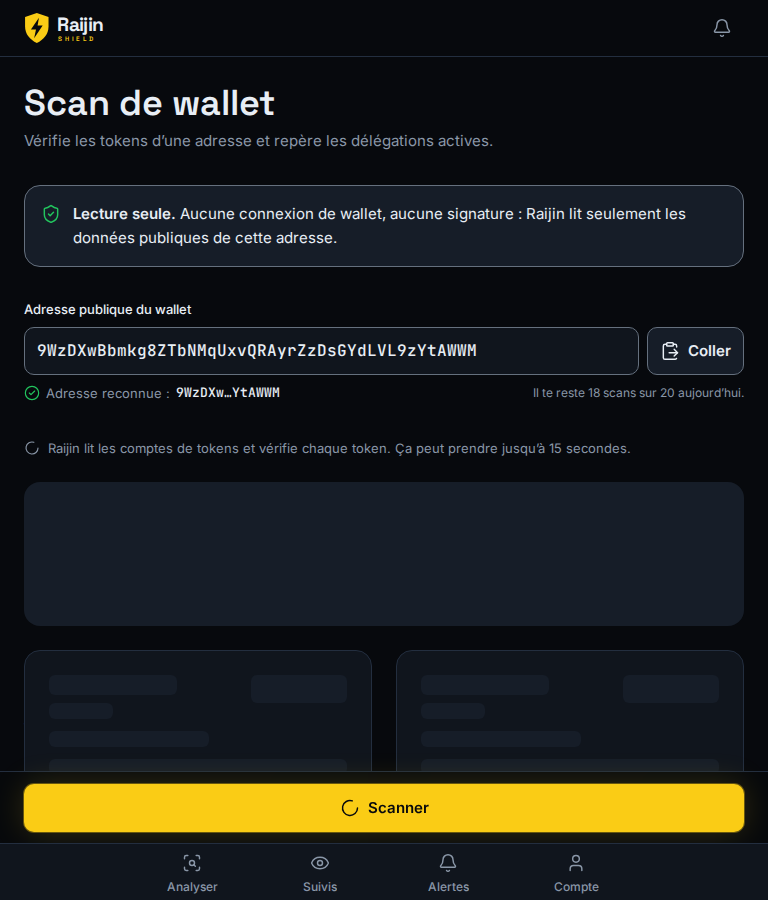 Raijin
SHIELD
Scan de wallet
Vérifie les tokens d’une adresse et repère les délégations actives.
Lecture seule. Aucune connexion de wallet, aucune signature : Raijin lit seulement les
données publiques de cette adresse.
Adresse publique du wallet
9WzDXwBbmkg8ZTbNMqUxvQRAyrZzDsGYdLVL9zYtAWWM
Coller
Adresse reconnue : 9WzDXw…YtAWWM
Il te reste 18 scans sur 20 aujourd’hui.
Raijin lit les comptes de tokens et vérifie chaque token. Ça peut prendre jusqu’à 15 secondes.
Scanner
Analyser
Suivis
Alertes
Compte